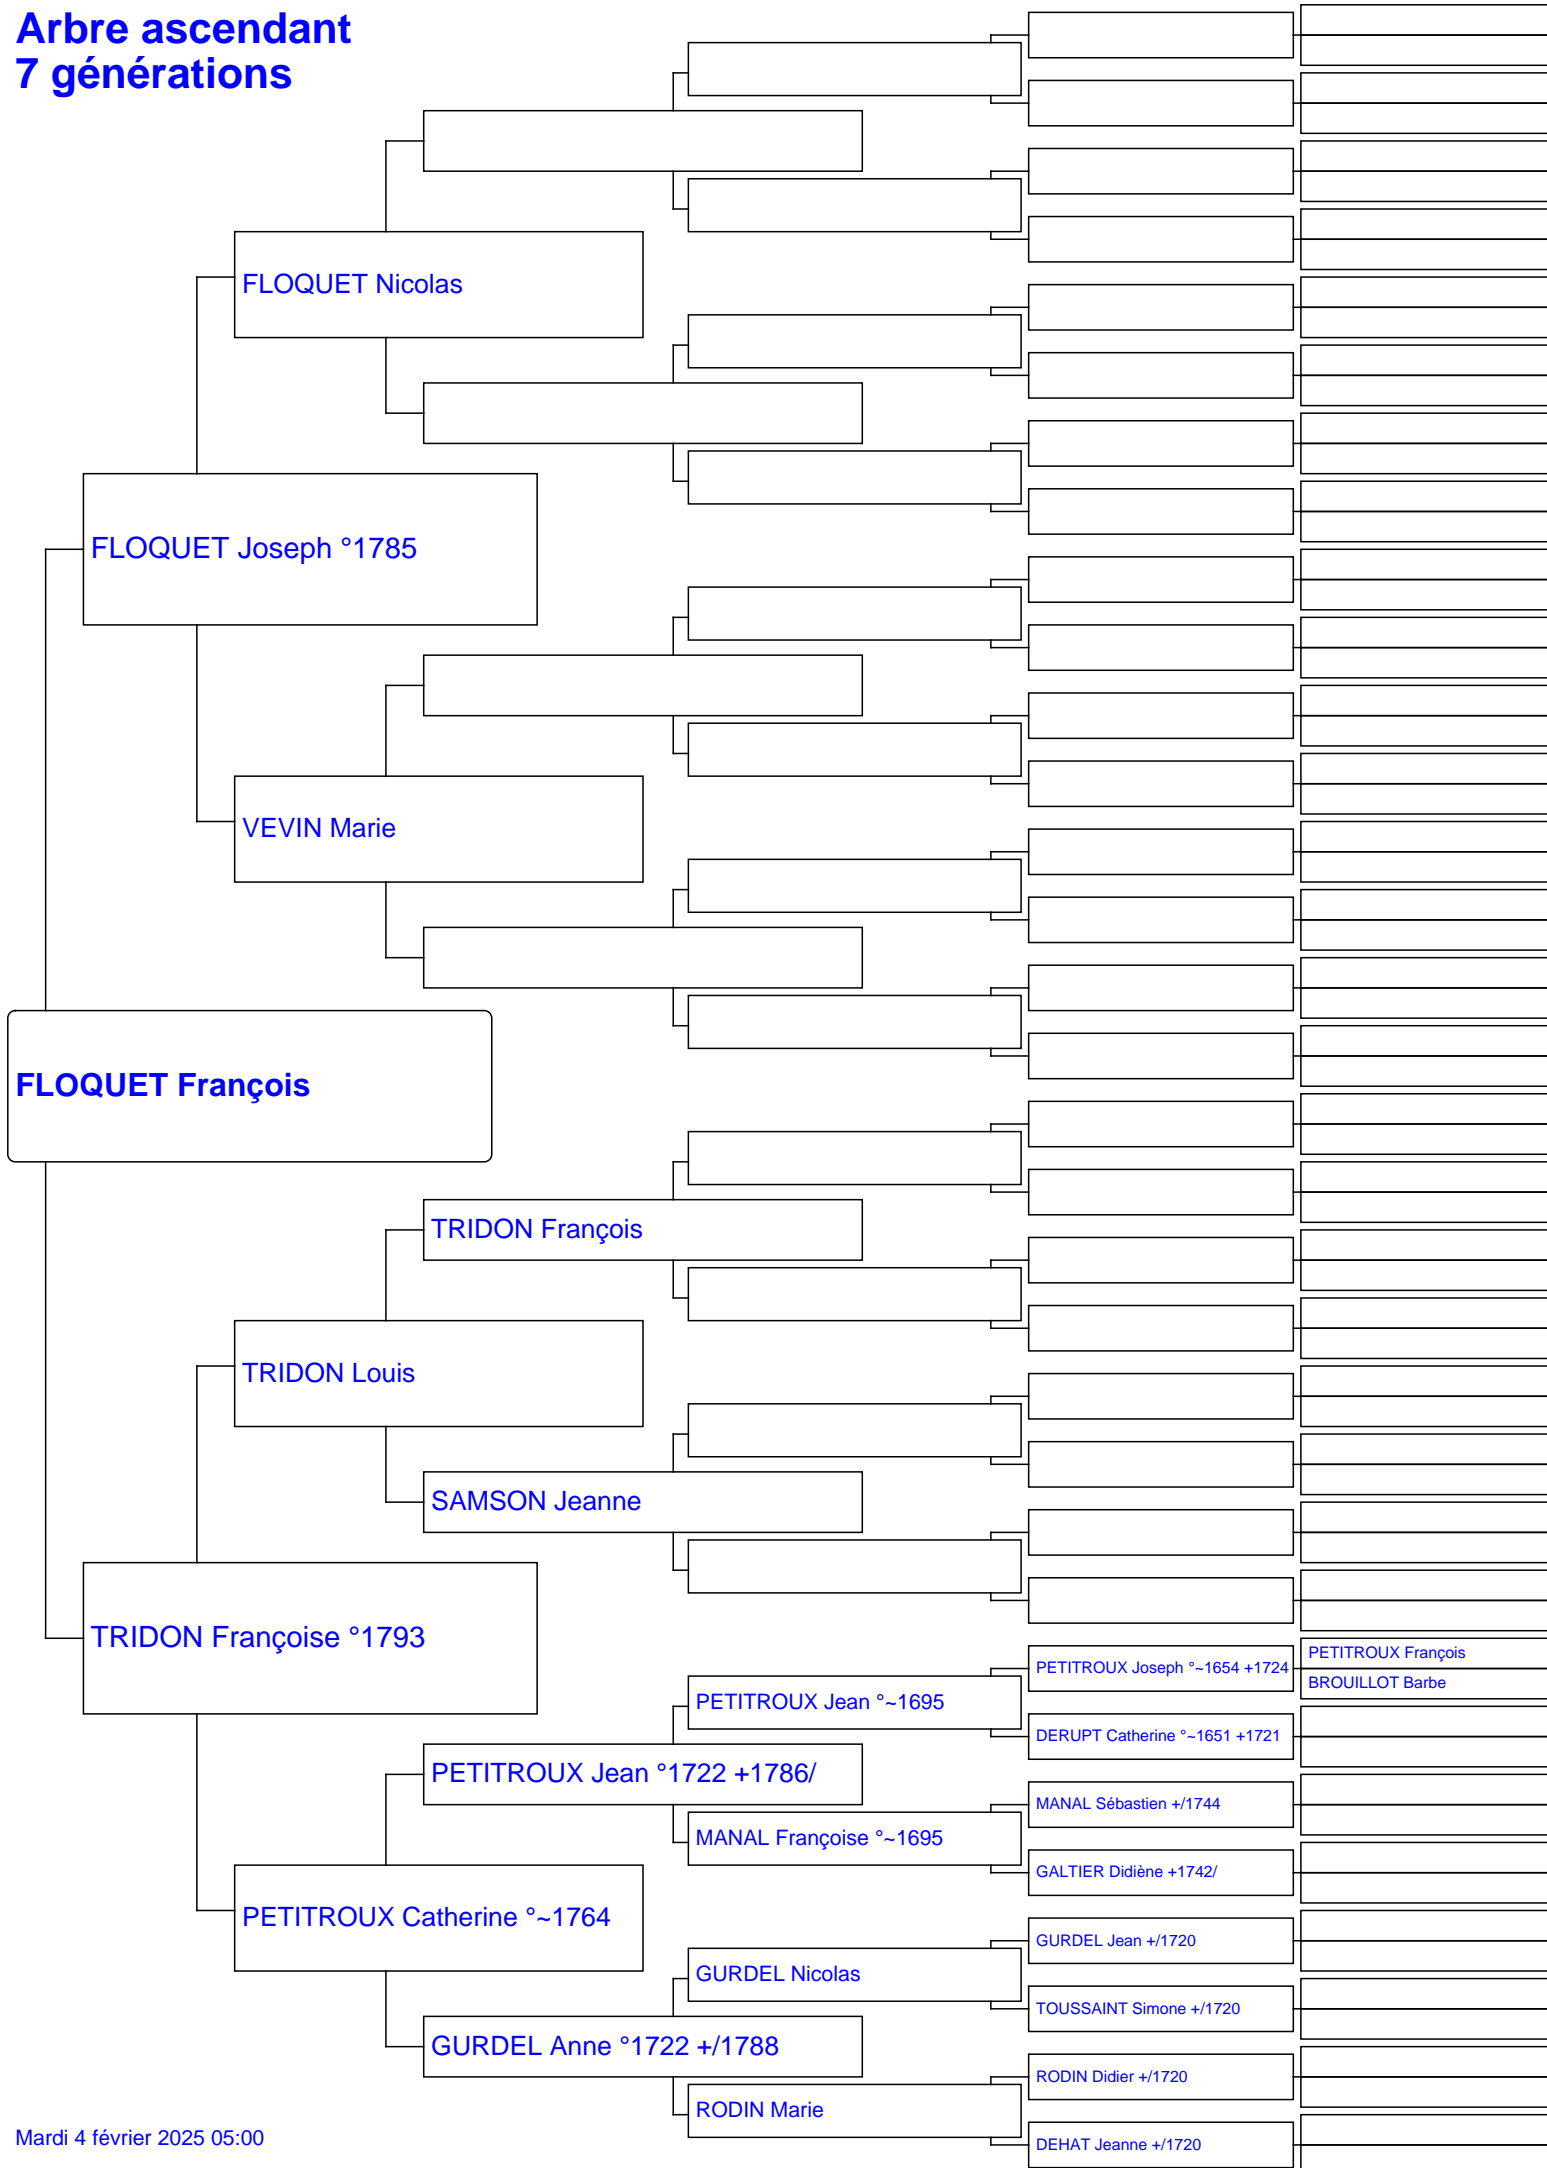 Arbre ascendant
7 générations
FLOQUET Nicolas
FLOQUET Joseph °1785
VEVIN Marie
FLOQUET François
TRIDON François
TRIDON Louis
SAMSON Jeanne
TRIDON Françoise °1793
PETITROUX Joseph °~1654 +1724
PETITROUX François
BROUILLOT Barbe
PETITROUX Jean °~1695
DERUPT Catherine °~1651 +1721
PETITROUX Jean °1722 +1786/
MANAL Sébastien +/1744
MANAL Françoise °~1695
GALTIER Didiène +1742/
PETITROUX Catherine °~1764
GURDEL Jean +/1720
GURDEL Nicolas
TOUSSAINT Simone +/1720
GURDEL Anne °1722 +/1788
RODIN Didier +/1720
RODIN Marie
DEHAT Jeanne +/1720
Mardi 4 février 2025 05:00